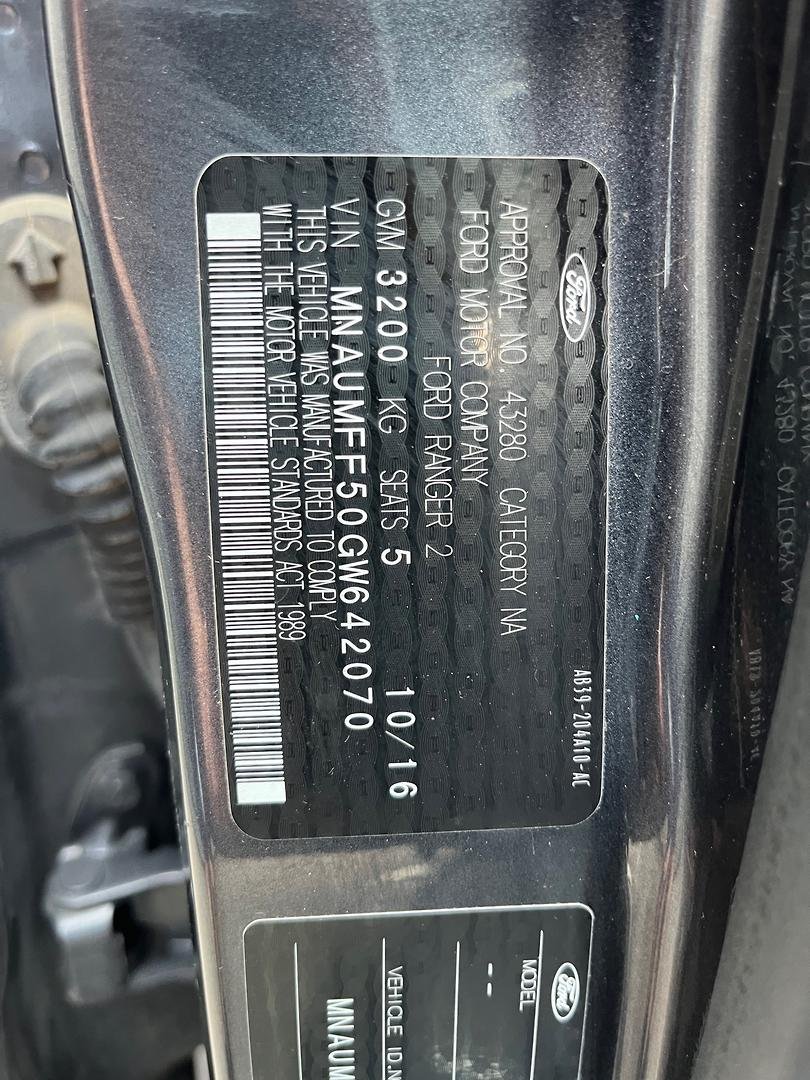 Ford
AB39-204A10-AC
APPROVAL NO 43280 CATEGORY NA
FORD MOTOR COMPANY
FORD RANGER 2
GVM 3200 KG SEATS 5 10/16
VIN MNAUMFF50GW642070
THIS VEHICLE WAS MANUFACTURED TO COMPLY
WITH THE MOTOR VEHICLE STANDARDS ACT 1989
Ford
MODEL
--
VEHICLE ID.N
MNAUM